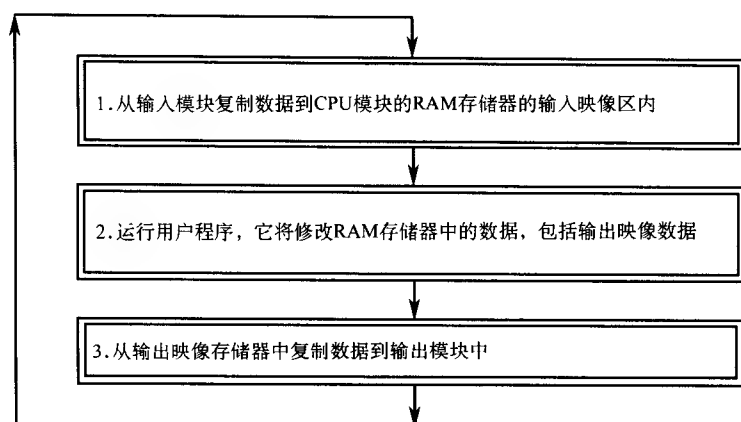 1.从输入模块复制数据到CPU模块的RAM存储器的输入映像区内
2.运行用户程序，它将修改RAM存储器中的数据，包括输出映像数据
3.从输出映像存储器中复制数据到输出模块中